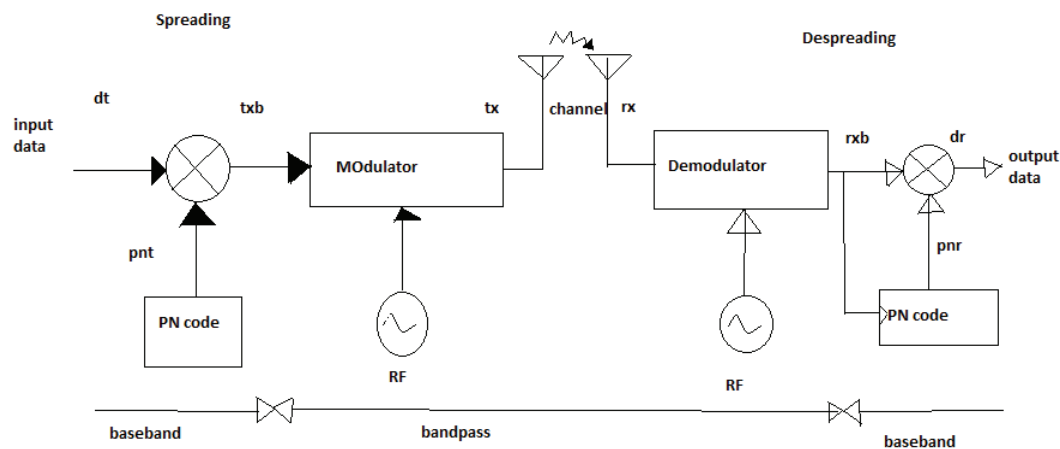 Spreading
Despreading
dt
txb
tx
channel
rx
rxb
dr
input
data
MOdulator
Demodulator
output
data
pnt
pnr
PN code
PN code
RF
RF
baseband
bandpass
baseband